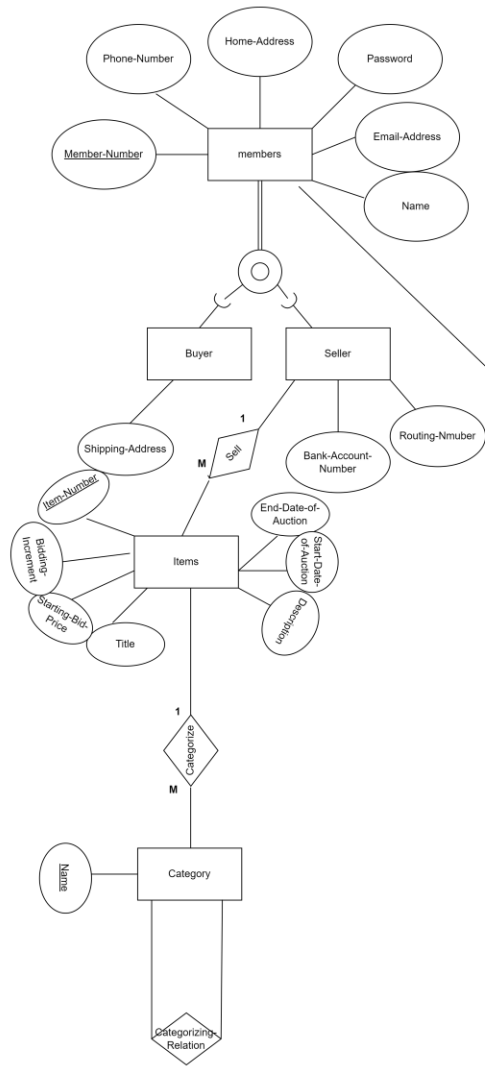 Home-Address
Phone-Number
Password
Email-Address
Member-Number
members
Name
Buyer
Seller
Shipping-Address
1
Sell
M
Bank-Account-
Number
Routing-Nmuber
Item-Number
End-Date-of-
Auction
Start-Date-
of-Auction
Bidding-
Increment
Items
Starting-Bid-
Price
Title
Description
1
Categorize
M
Name
Category
Categorizing-
Relation